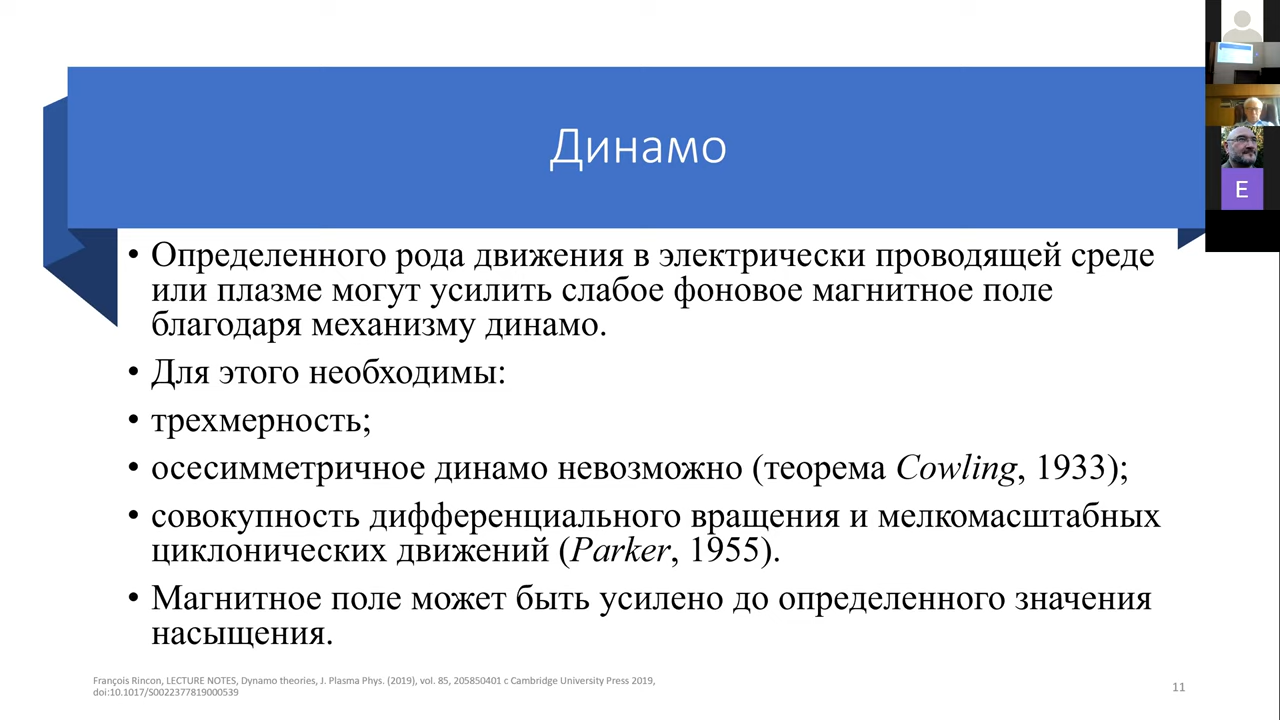 Динамо
• Определенного рода движения в электрически проводящей среде
или плазме могут усилить слабое фоновое магнитное поле
благодаря механизму динамо.
• Для этого необходимы:
• трехмерность;
• осесимметричное динамо невозможно (теорема Cowling, 1933);
• совокупность дифференциального вращения и мелкомасштабных
циклонических движений (Parker, 1955).
• Магнитное поле может быть усилено до определенного значения
насыщения.
François Rincon, LECTURE NOTES, Dynamo theories, J. Plasma Phys. (2019), vol. 85, 205850401 c Cambridge University Press 2019,
doi:10.1017/S0022377819000539
11
E